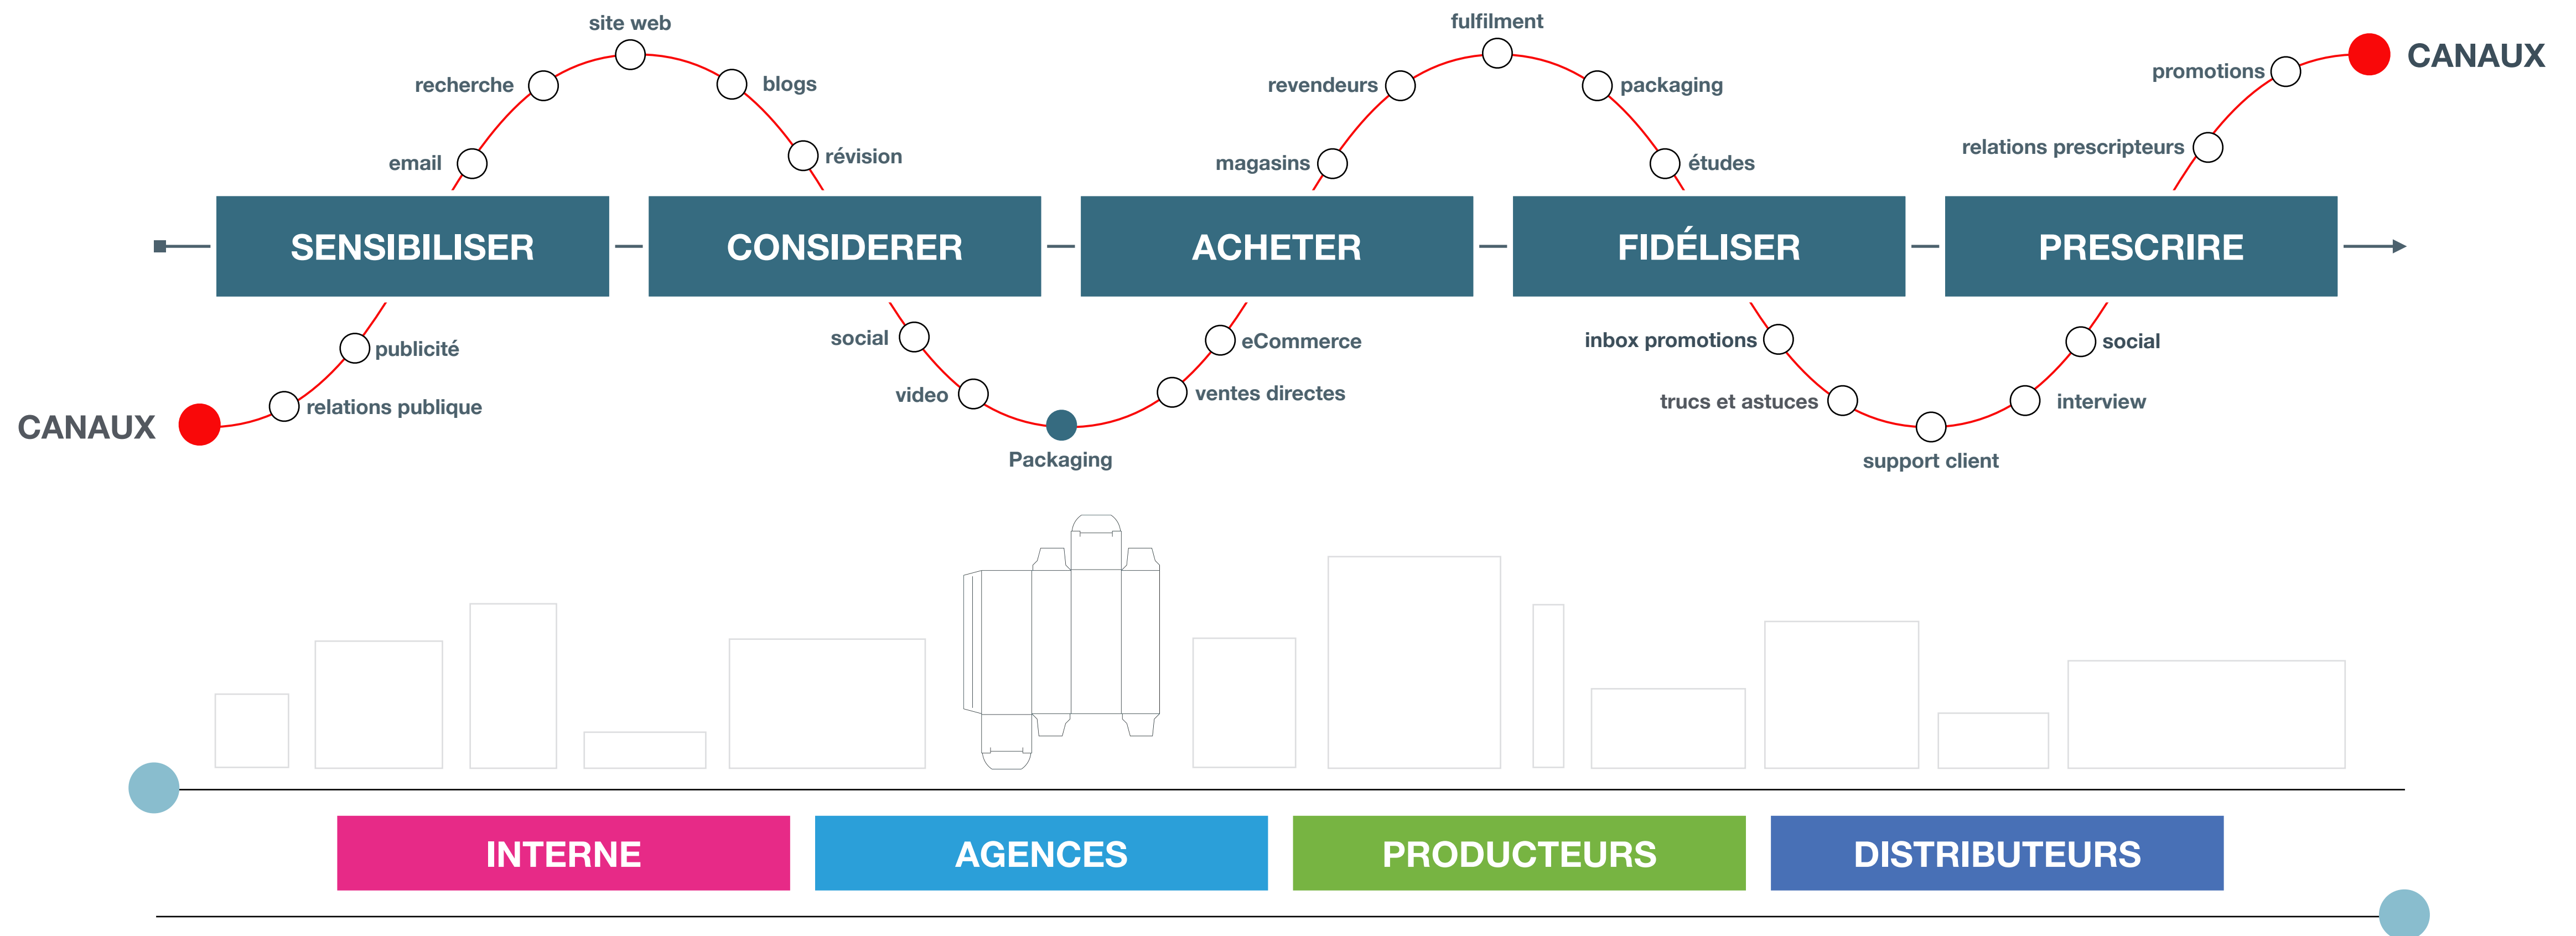 site web
fulfilment
CANAUX
promotions
recherche
blogs
revendeurs
packaging
relations prescripteurs
email
révision
magasins
études
SENSIBILISER
CONSIDERER
ACHETER
FIDÉLISER
PRESCRIRE
publicité
social
eCommerce
inbox promotions
social
relations publique
video
ventes directes
trucs et astuces
interview
CANAUX
Packaging
support client
INTERNE
AGENCES
PRODUCTEURS
DISTRIBUTEURS